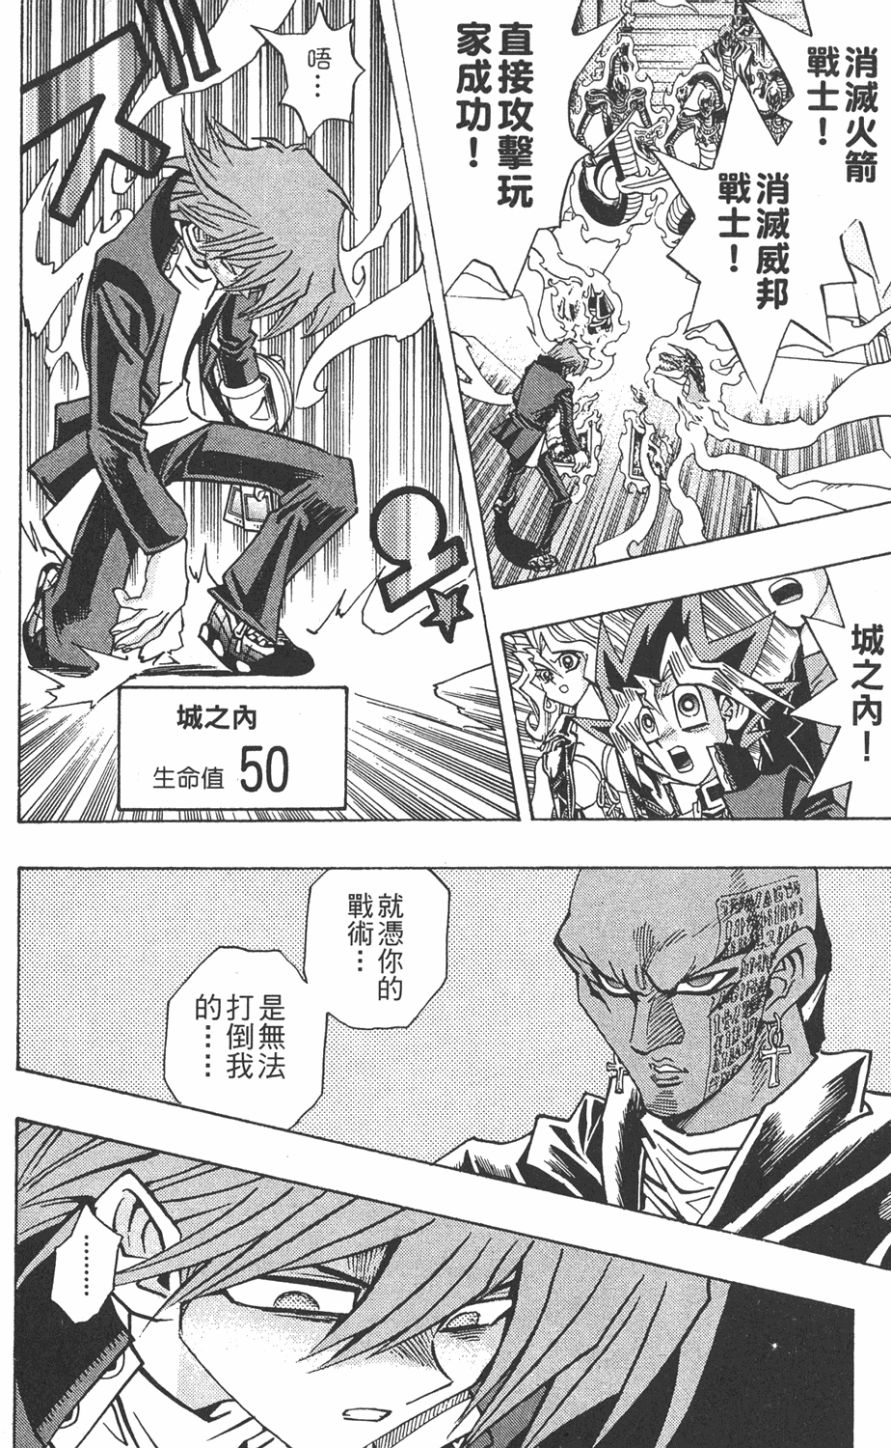 消滅火箭
戰士！
消滅威邦
戰士！
直接攻擊玩
家成功！
唔…
ズ
城之內
生命值 50
城之內！
就憑你的
戰術…
是無法
打倒我
的……
………